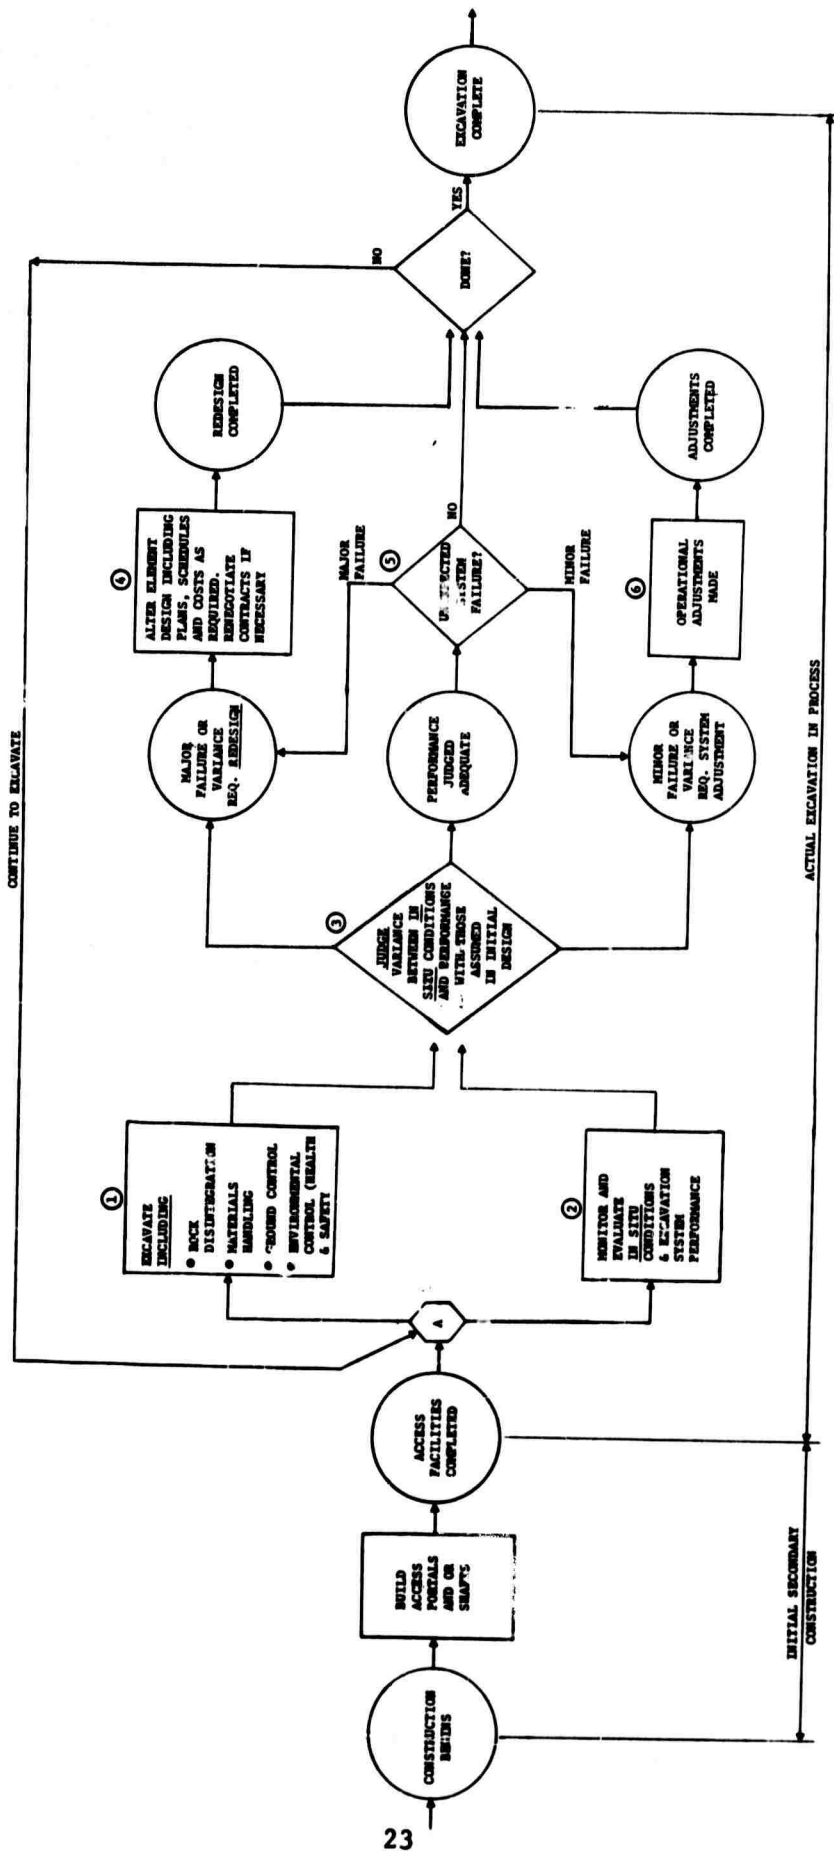 CONTINUE TO EXCAVATE
CONSTRUCTION
BEGINS
BUILD
ACCESS
PORTALS
AND OR
SHAFTS
ACCESS
FACILITIES
COMPLETED
A
①
EXCAVATE
INCLUDING
● ROCK
DISINTEGRATION
● MATERIALS
HANDLING
● GROUND CONTROL
● ENVIRONMENTAL
CONTROL (HEALTH
& SAFETY
②
MONITOR AND
EVALUATE
IN SITU
CONDITIONS
& EXCAVATION
SYSTEM
PERFORMANCE
③
JUDGE
VARIANCE
BETWEEN IN
SITU CONDITIONS
AND PERFORMANCE
WITH THOSE
ASSUMED
IN INITIAL
DESIGN
MAJOR
FAILURE OR
VARIANCE
REQ. REDESIGN
PERFORMANCE
JUDGED
ADEQUATE
MINOR
FAILURE OR
VARIANCE
REQ. SYSTEM
ADJUSTMENT
④
ALTER ELEMENT
DESIGN INCLUDING
PLANS, SCHEDULES
AND COSTS AS
REQUIRED.
RENEGOTIATE
CONTRACTS IF
NECESSARY
MAJOR
FAILURE
⑤
UNEXPECTED
SYSTEM
FAILURE?
NO
MINOR
FAILURE
⑥
OPERATIONAL
ADJUSTMENTS
MADE
REDESIGN
COMPLETED
ADJUSTMENTS
COMPLETED
NO
DONE?
YES
EXCAVATION
COMPLETE
INITIAL SECONDARY
CONSTRUCTION
ACTUAL EXCAVATION IN PROCESS
23